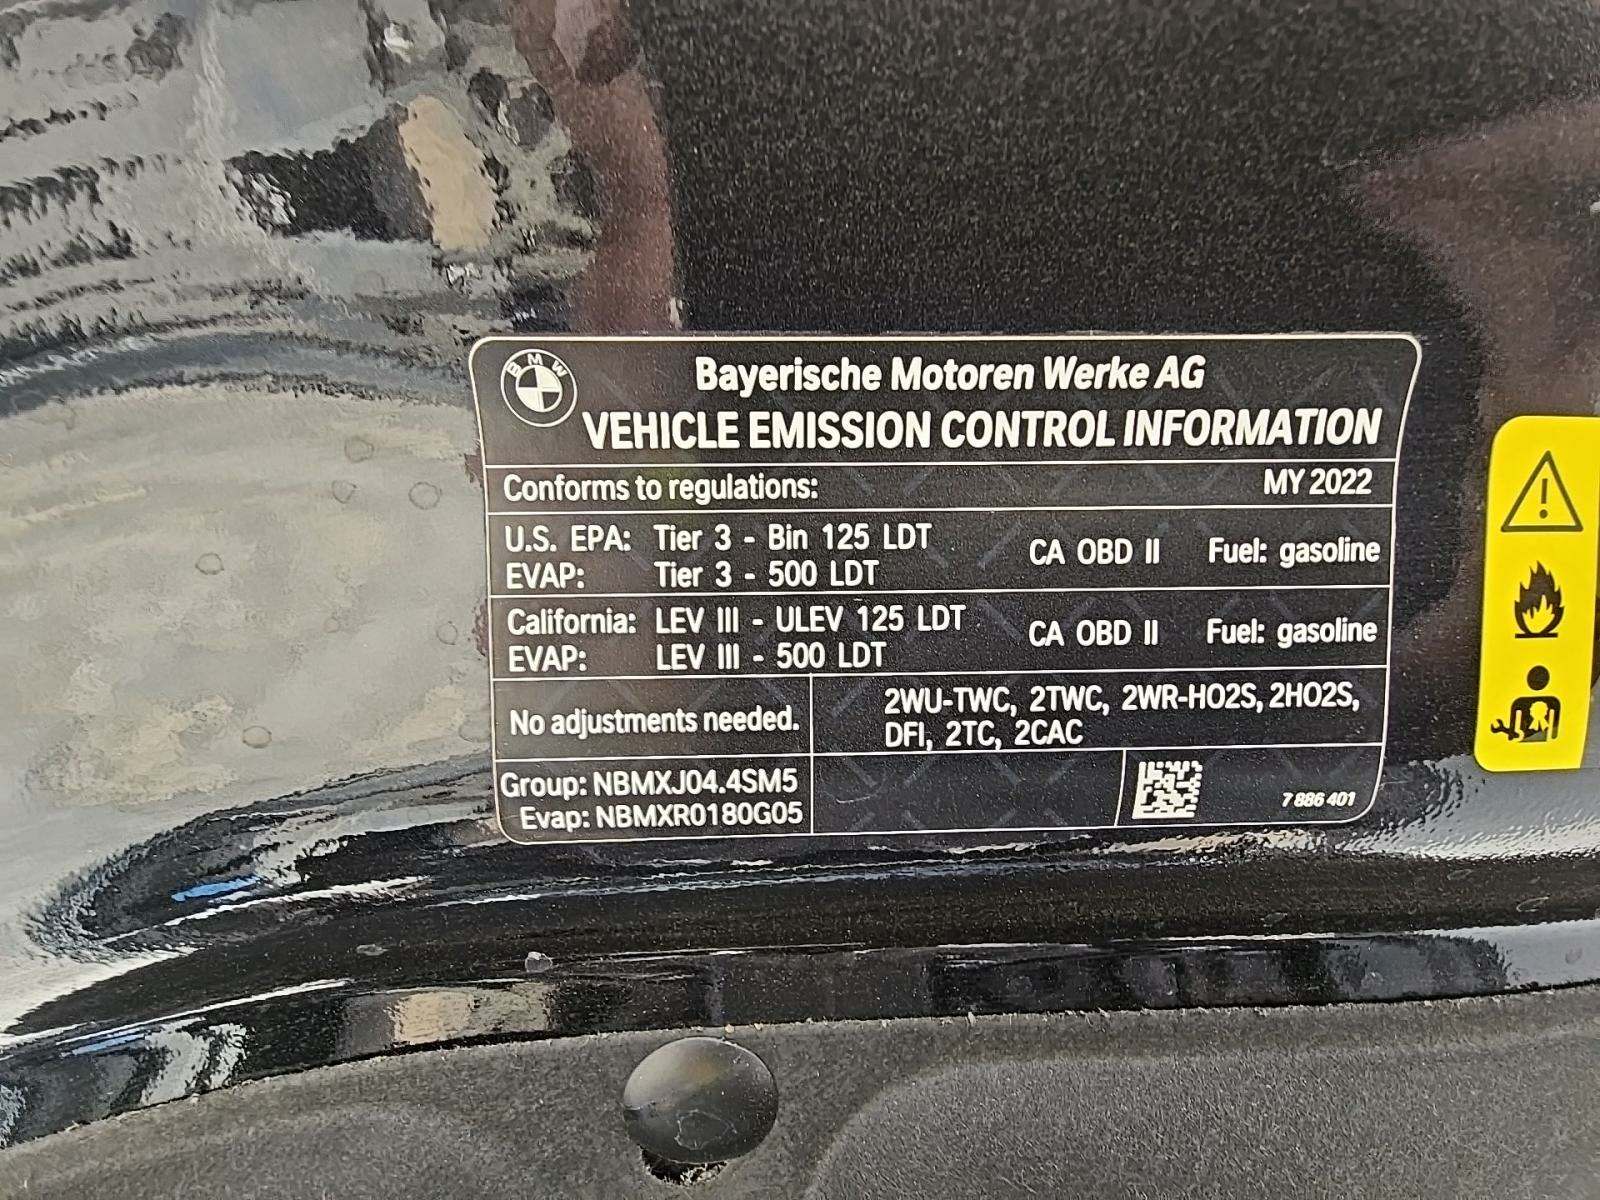 BMW
Bayerische Motoren Werke AG
VEHICLE EMISSION CONTROL INFORMATION
Conforms to regulations: MY 2022
U.S. EPA: Tier 3 - Bin 125 LDT
EVAP: Tier 3 - 500 LDT
CA OBD II Fuel: gasoline
California: LEV III - ULEV 125 LDT
EVAP: LEV III - 500 LDT
CA OBD II Fuel: gasoline
No adjustments needed.
2WU-TWC, 2TWC, 2WR-HO2S, 2HO2S,
DFI, 2TC, 2CAC
Group: NBMXJ04.4SM5
Evap: NBMXR0180G05
7 886 401